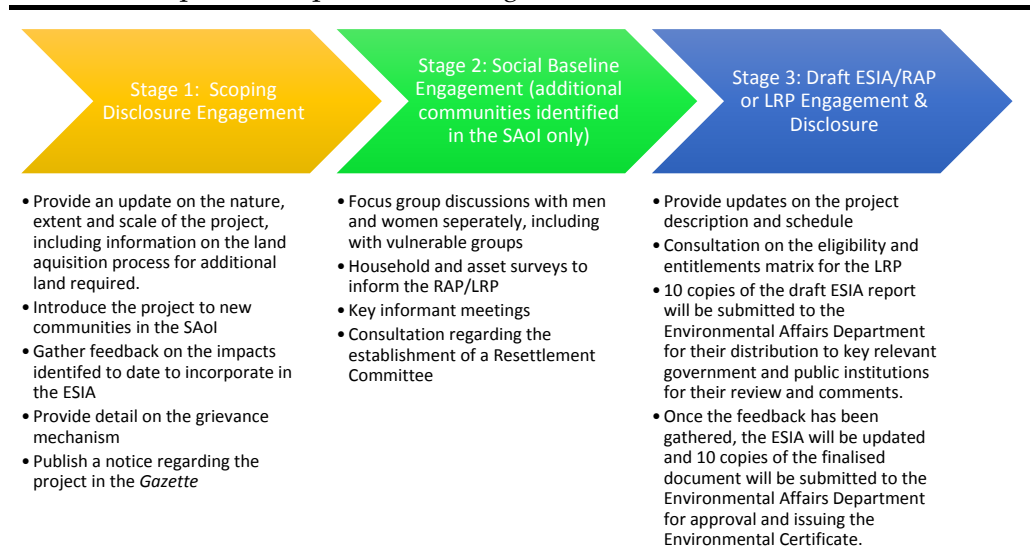 Stage 1: Scoping
Disclosure Engagement
Stage 2: Social Baseline
Engagement (additional
communities identified
in the SAoI only)
Stage 3: Draft ESIA/RAP
or LRP Engagement &
Disclosure
• Provide an update on the nature,
extent and scale of the project,
including information on the land
aquisition process for additional
land required.
• Introduce the project to new
communities in the SAoI
• Gather feedback on the impacts
identifed to date to incorporate in
the ESIA
• Provide detail on the grievance
mechanism
• Publish a notice regarding the
project in the Gazette
• Focus group discussions with men
and women seperately, including
with vulnerable groups
• Household and asset surveys to
inform the RAP/LRP
• Key informant meetings
• Consultation regarding the
establishment of a Resettlement
Committee
• Provide updates on the project
description and schedule
• Consultation on the eligibility and
entitlements matrix for the LRP
• 10 copies of the draft ESIA report
will be submitted to the
Environmental Affairs Department
for their distribution to key relevant
government and public institutions
for their review and comments.
• Once the feedback has been
gathered, the ESIA will be updated
and 10 copies of the finalised
document will be submitted to the
Environmental Affairs Department
for approval and issuing the
Environmental Certificate.